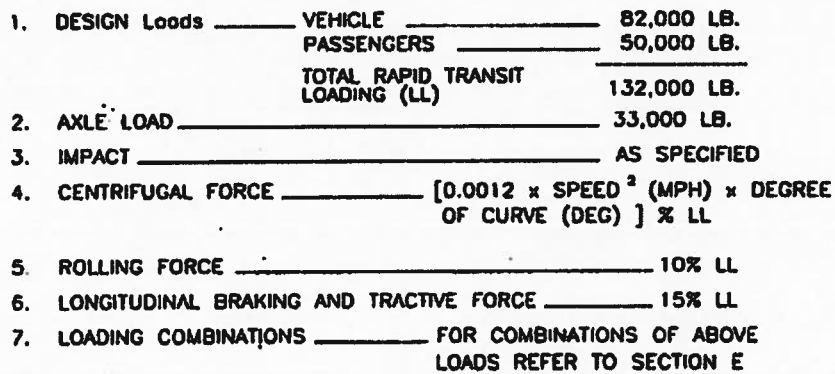 1. DESIGN Loads VEHICLE 82,000 LB.
PASSENGERS 50,000 LB.
TOTAL RAPID TRANSIT
LOADING (LL) 132,000 LB.
2. AXLE LOAD 33,000 LB.
3. IMPACT AS SPECIFIED
4. CENTRIFUGAL FORCE [0.0012 x SPEED ² (MPH) x DEGREE
OF CURVE (DEG) ] % LL
5. ROLLING FORCE 10% LL
6. LONGITUDINAL BRAKING AND TRACTIVE FORCE 15% LL
7. LOADING COMBINATIONS FOR COMBINATIONS OF ABOVE
LOADS REFER TO SECTION E